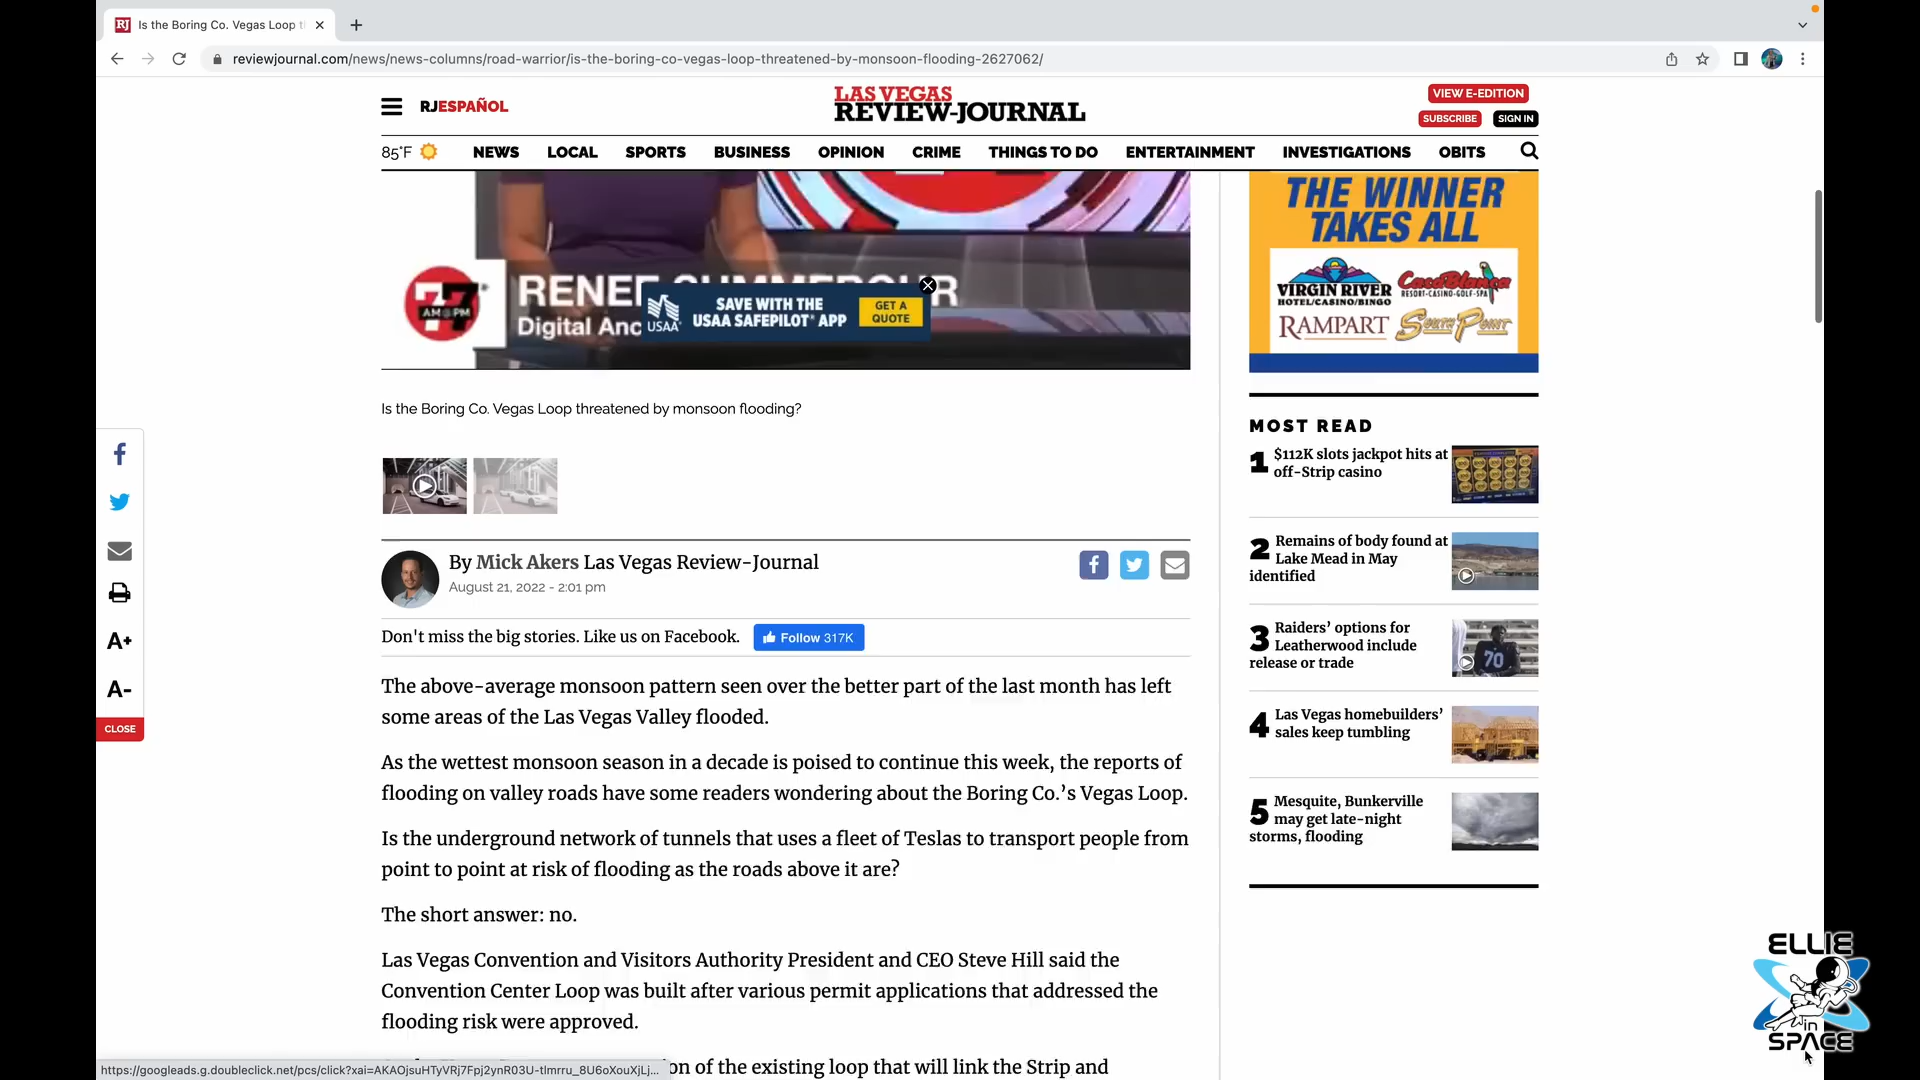 RJ Is the Boring Co. Vegas Loop t
reviewjournal.com/news/news-columns/road-warrior/is-the-boring-co-vegas-loop-threatened-by-monsoon-flooding-2627062/
RJESPAÑOL
LAS VEGAS
REVIEW-JOURNAL
VIEW E-EDITION
SUBSCRIBE SIGN IN
85°F NEWS LOCAL SPORTS BUSINESS OPINION CRIME THINGS TO DO ENTERTAINMENT INVESTIGATIONS OBITS
THE WINNER
TAKES ALL
VIRGIN RIVER
HOTEL/CASINO/BINGO
CASABLANCA
RESORT-CASINO-GOLF-SPA
RAMPART SOUTH POINT
7@7
AM PM
RENEE SUMMEROUR
Digital Anc
USAA
SAVE WITH THE
USAA SAFEPILOT® APP
GET A
QUOTE
Is the Boring Co. Vegas Loop threatened by monsoon flooding?
By Mick Akers Las Vegas Review-Journal
August 21, 2022 - 2:01 pm
Don't miss the big stories. Like us on Facebook. Follow 317K
The above-average monsoon pattern seen over the better part of the last month has left
some areas of the Las Vegas Valley flooded.
As the wettest monsoon season in a decade is poised to continue this week, the reports of
flooding on valley roads have some readers wondering about the Boring Co.'s Vegas Loop.
Is the underground network of tunnels that uses a fleet of Teslas to transport people from
point to point at risk of flooding as the roads above it are?
The short answer: no.
Las Vegas Convention and Visitors Authority President and CEO Steve Hill said the
Convention Center Loop was built after various permit applications that addressed the
flooding risk were approved.
on of the existing loop that will link the Strip and
MOST READ
1 $112K slots jackpot hits at
off-Strip casino
2 Remains of body found at
Lake Mead in May
identified
3 Raiders' options for
Leatherwood include
release or trade
70
4 Las Vegas homebuilders'
sales keep tumbling
5 Mesquite, Bunkerville
may get late-night
storms, flooding
A+
A-
CLOSE
ELLIE
in
SPACE
https://googleads.g.doubleclick.net/pcs/click?xai=AKAOjsuHTyVRj7Fpj2ynR03U-tlmrru_8U6oXouXjLj...